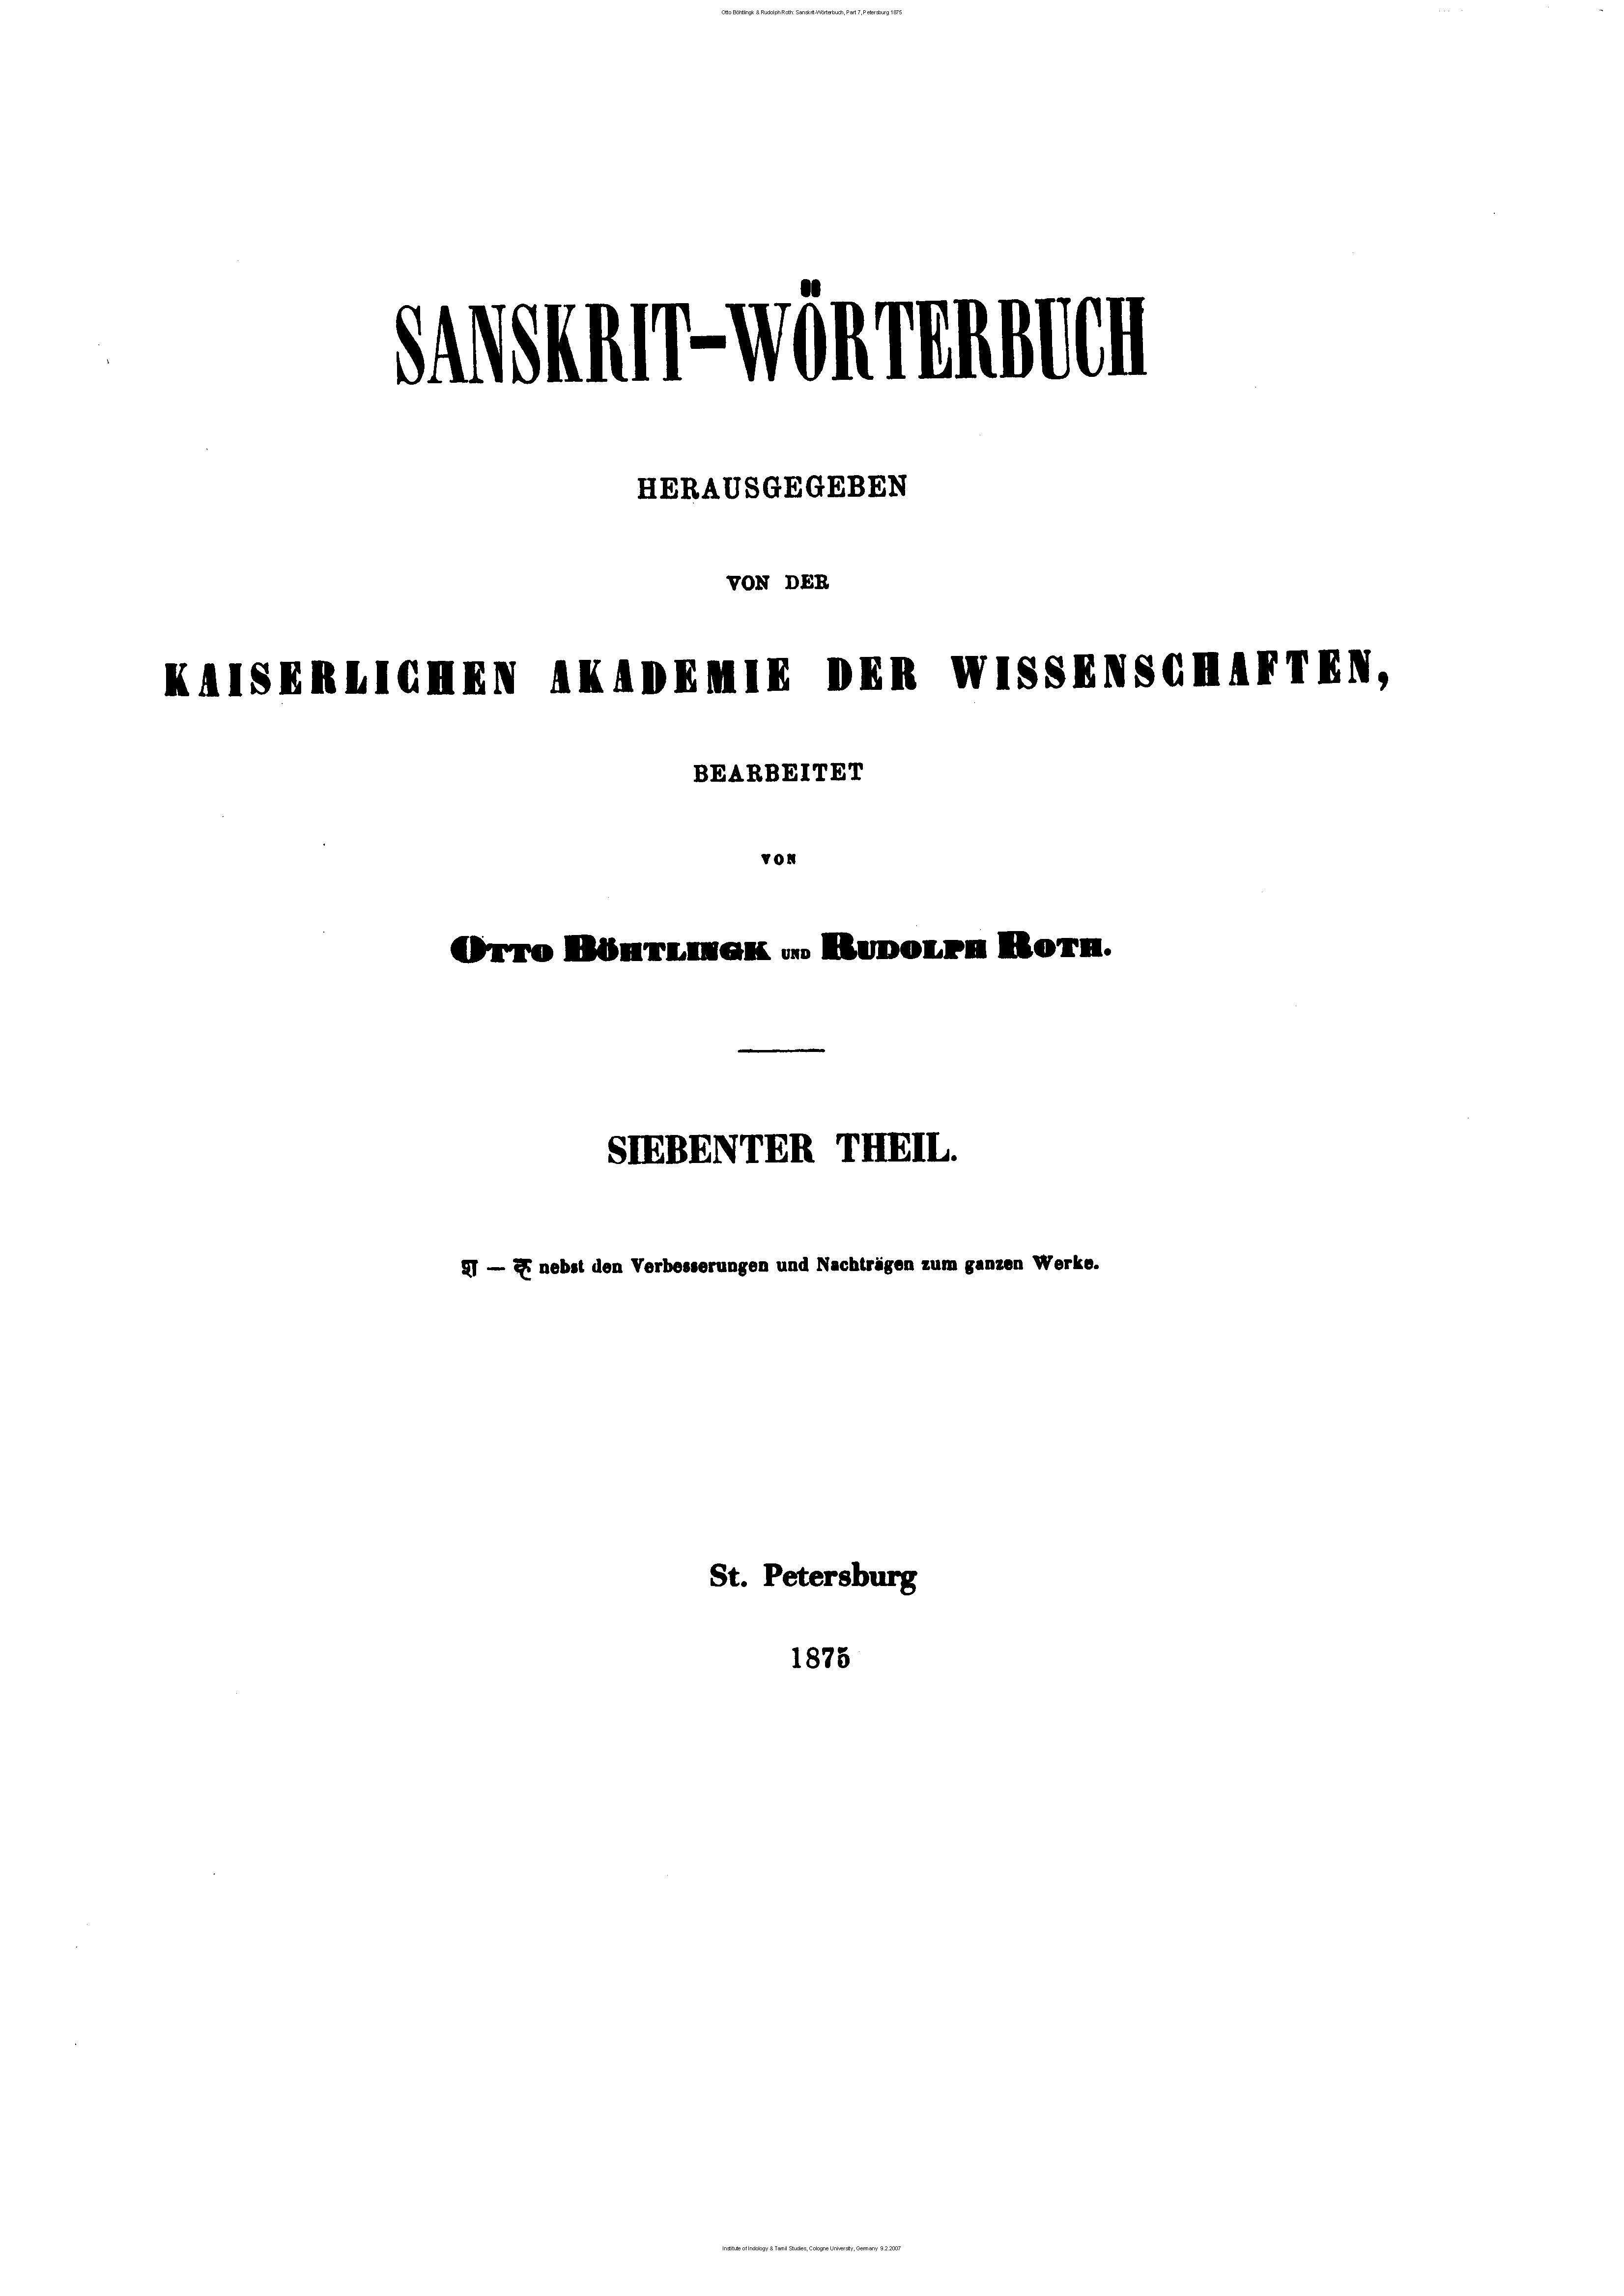 Otto Böhtlingk & Rudolph Roth: Sanskrit-Wörterbuch, Part 7, Petersburg 1875
SANSKRIT-WÖRTERBUCH
HERAUSGEGEBEN
VON DER
KAISERLICHEN AKADEMIE DER WISSENSCHAFTEN,
BEARBEITET
VON
OTTO BÖHTLINGK UND RUDOLPH ROTH.
SIEBENTER THEIL.
श — ह nebst den Verbesserungen und Nachträgen zum ganzen Werke.
St. Petersburg
1875
Institute of Indology & Tamil Studies, Cologne University, Germany 9.2.2007